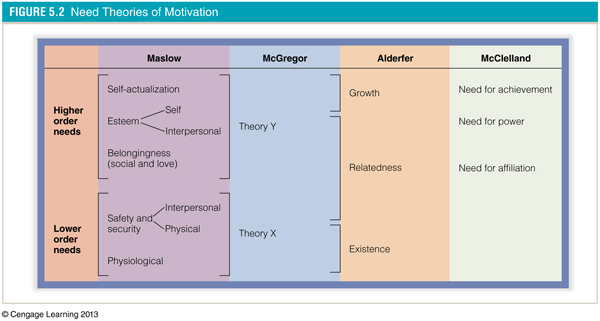 FIGURE 5.2 Need Theories of Motivation
Maslow McGregor Alderfer McClelland
Higher
order
needs
Self-actualization
Esteem
Self
Interpersonal
Belongingness
(social and love)
Theory Y
Growth
Relatedness
Need for achievement
Need for power
Need for affiliation
Lower
order
needs
Safety and
security
Interpersonal
Physical
Physiological
Theory X
Existence
© Cengage Learning 2013